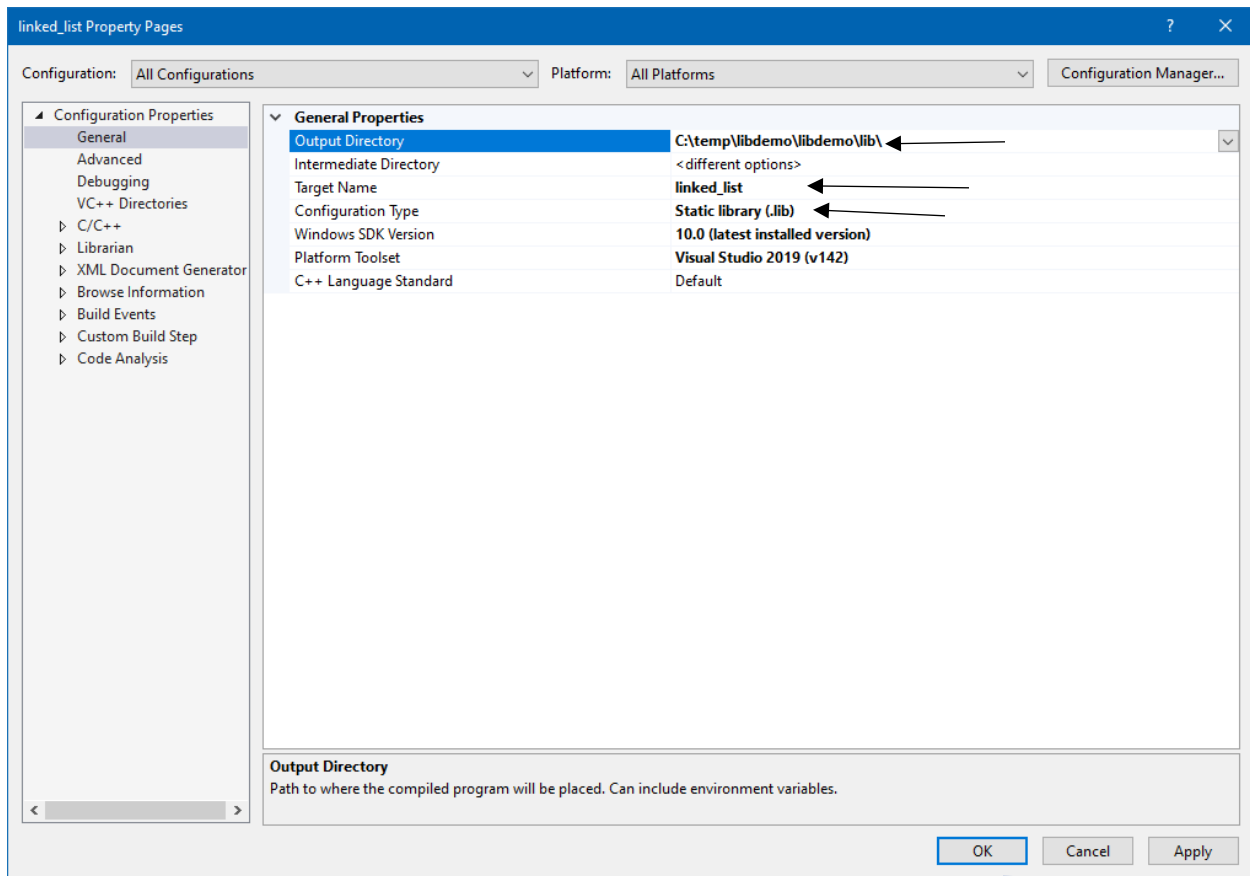 linked_list Property Pages
?
Configuration: All Configurations Platform: All Platforms Configuration Manager...
Configuration Properties
General
Advanced
Debugging
VC++ Directories
C/C++
Librarian
XML Document Generator
Browse Information
Build Events
Custom Build Step
Code Analysis
General Properties
Output Directory C:\temp\libdemo\libdemo\lib\
Intermediate Directory <different options>
Target Name linked_list
Configuration Type Static library (.lib)
Windows SDK Version 10.0 (latest installed version)
Platform Toolset Visual Studio 2019 (v142)
C++ Language Standard Default
Output Directory
Path to where the compiled program will be placed. Can include environment variables.
OK Cancel Apply